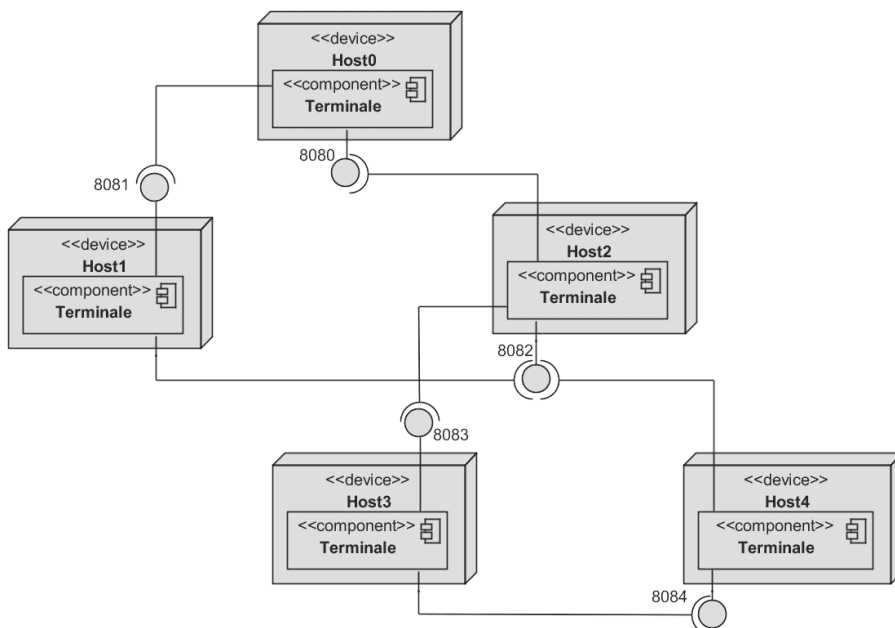 <<device>>
Host0
<<component>>
Terminale
8080
8081
<<device>>
Host1
<<component>>
Terminale
<<device>>
Host2
<<component>>
Terminale
8082
8083
<<device>>
Host3
<<component>>
Terminale
<<device>>
Host4
<<component>>
Terminale
8084